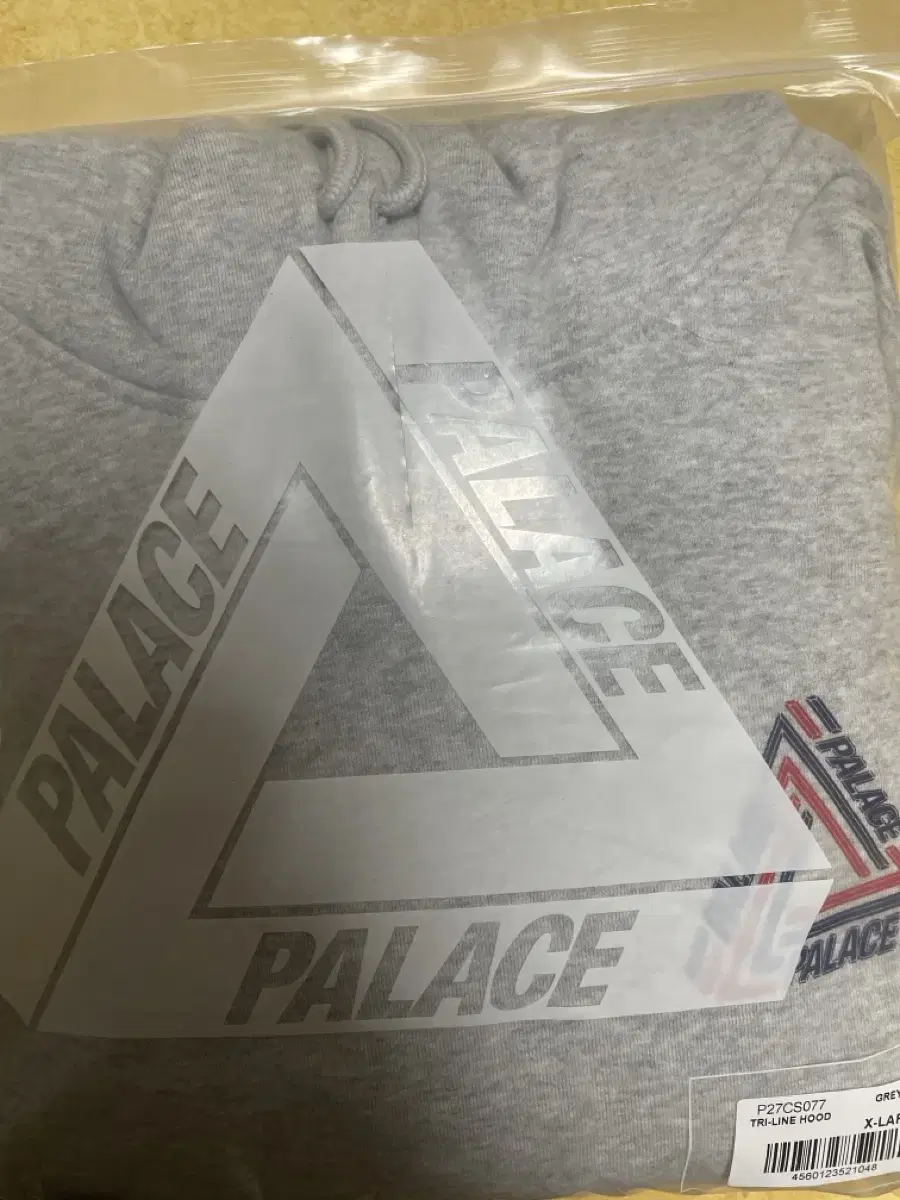 PALACE
PALACE
PALACE
PALACE
PALACE
P27CS077
GREY
TRI-LINE HOOD
X-LAR
4560123521048